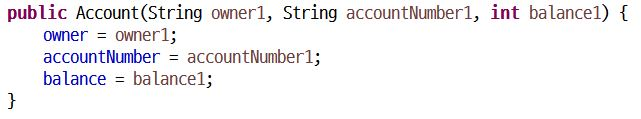 public Account(String owner1, String accountNumber1, int balance1) {
    owner = owner1;
    accountNumber = accountNumber1;
    balance = balance1;
}